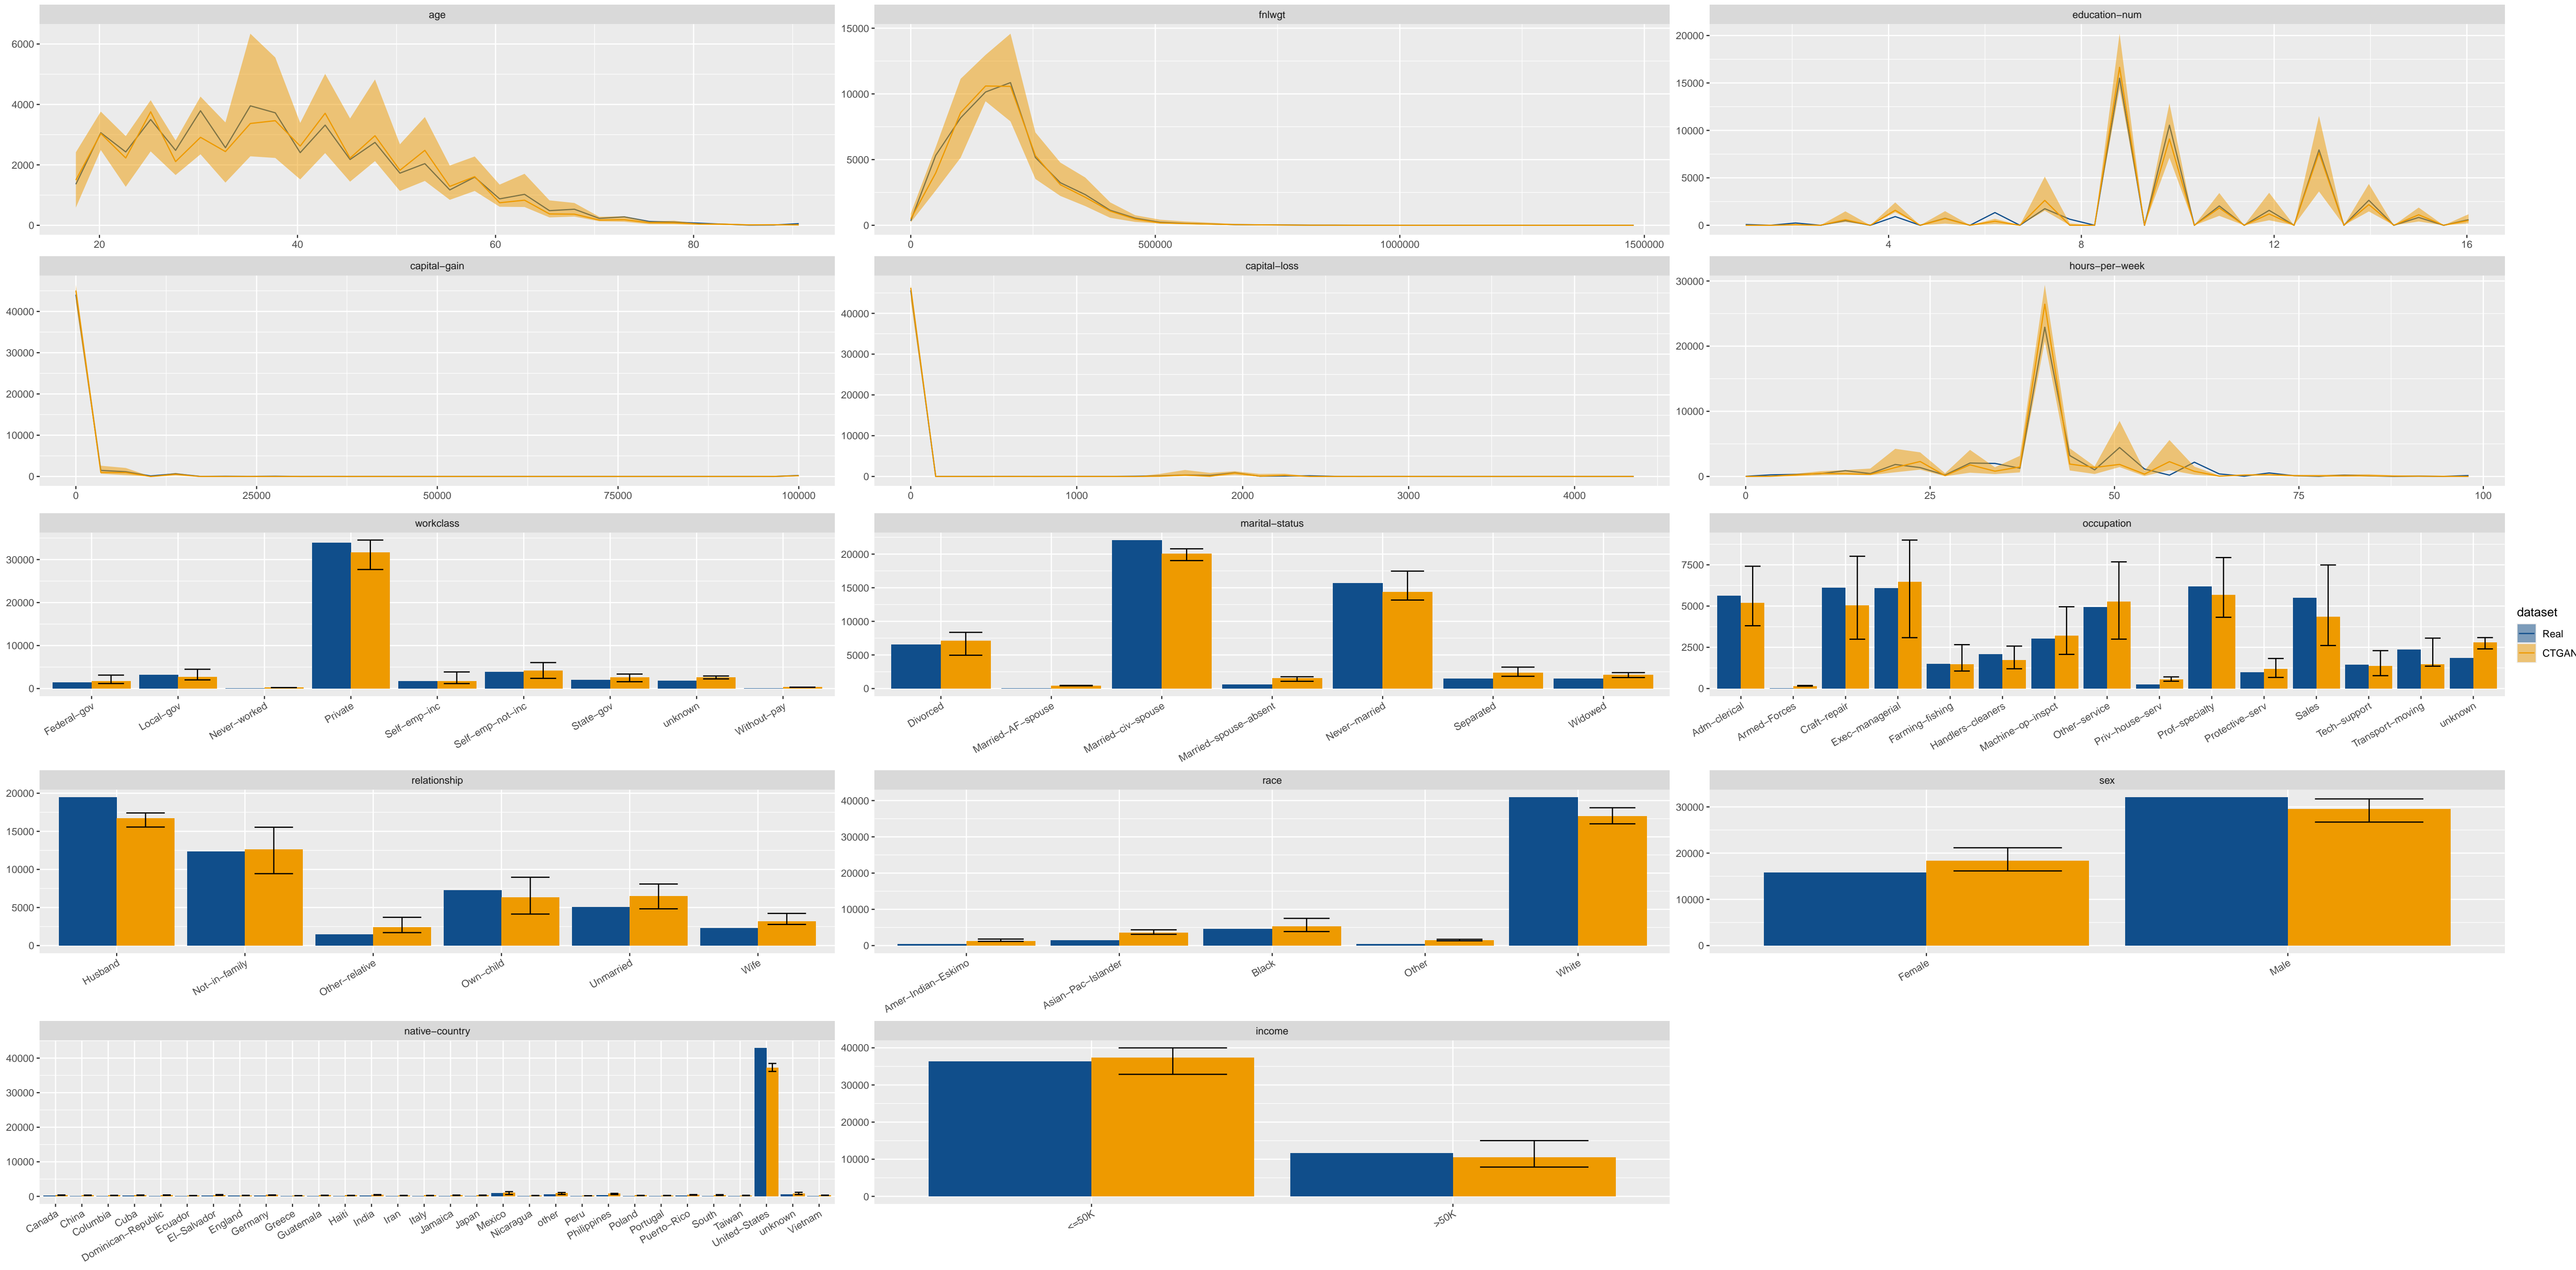 age
fnlwgt
education−num
6000
4000
2000
0
20 40 60 80
15000
10000
5000
0
0 500000 1000000 1500000
20000
15000
10000
5000
0
4 8 12 16
capital−gain
capital−loss
hours−per−week
40000
30000
20000
10000
0
0 25000 50000 75000 100000
40000
30000
20000
10000
0
0 1000 2000 3000 4000
30000
20000
10000
0
0 25 50 75 100
workclass
marital−status
occupation
30000
20000
10000
0
Federal−gov
Local−gov
Never−worked
Private
Self−emp−inc
Self−emp−not−inc
State−gov
unknown
Without−pay
20000
15000
10000
5000
0
Divorced
Married−AF−spouse
Married−civ−spouse
Married−spouse−absent
Never−married
Separated
Widowed
7500
5000
2500
0
Adm−clerical
Armed−Forces
Craft−repair
Exec−managerial
Farming−fishing
Handlers−cleaners
Machine−op−inspct
Other−service
Priv−house−serv
Prof−specialty
Protective−serv
Sales
Tech−support
Transport−moving
unknown
dataset
Real
CTGAN
relationship
race
sex
20000
15000
10000
5000
0
Husband
Not−in−family
Other−relative
Own−child
Unmarried
Wife
40000
30000
20000
10000
0
Amer−Indian−Eskimo
Asian−Pac−Islander
Black
Other
White
30000
20000
10000
0
Female
Male
native−country
income
40000
30000
20000
10000
0
Canada
China
Columbia
Cuba
Dominican−Republic
Ecuador
El−Salvador
England
Germany
Greece
Guatemala
Haiti
India
Iran
Italy
Jamaica
Japan
Mexico
Nicaragua
other
Peru
Philippines
Poland
Portugal
Puerto−Rico
South
Taiwan
United−States
unknown
Vietnam
40000
30000
20000
10000
0
<=50K
>50K